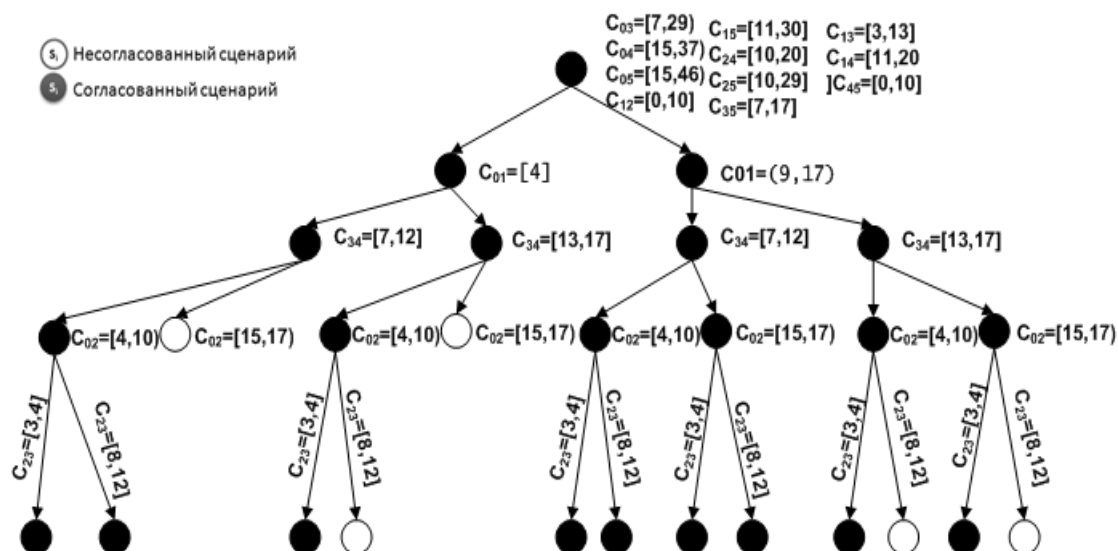 C₀₃=[7,29) C₁₅=[11,30] C₁₃=[3,13]
C₀₄=[15,37) C₂₄=[10,20] C₁₄=[11,20
C₀₅=[15,46) C₂₅=[10,29] ]C₄₅=[0,10]
C₁₂=[0,10] C₃₅=[7,17]
Sᵢ Несогласованный сценарий
Sᵢ Согласованный сценарий
C₀₁=[4] C01=(9,17)
C₃₄=[7,12] C₃₄=[13,17] C₃₄=[7,12] C₃₄=[13,17]
C₀₂=[4,10) C₀₂=[15,17) C₀₂=[4,10) C₀₂=[15,17) C₀₂=[4,10) C₀₂=[15,17) C₀₂=[4,10) C₀₂=[15,17)
C₂₃=[3,4] C₂₃=[8,12] C₂₃=[3,4] C₂₃=[8,12] C₂₃=[3,4] C₂₃=[8,12] C₂₃=[3,4] C₂₃=[8,12] C₂₃=[3,4] C₂₃=[8,12] C₂₃=[3,4] C₂₃=[8,12]